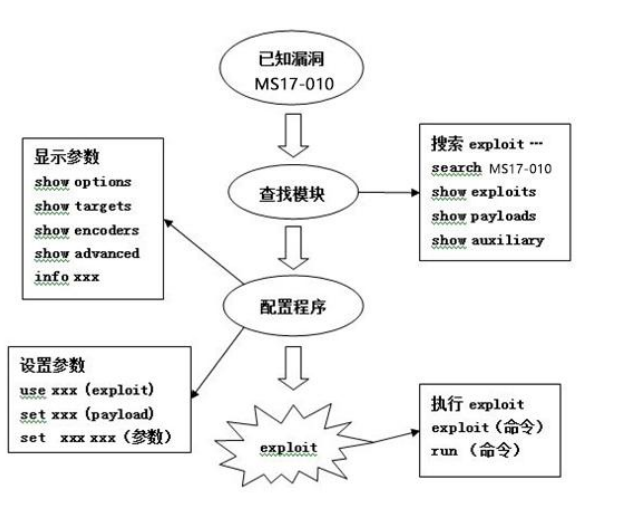 已知漏洞
MS17-010
查找模块
搜索 exploit …
search MS17-010
show exploits
show payloads
show auxiliary
显示参数
show options
show targets
show encoders
show advanced
info xxx
配置程序
设置参数
use xxx (exploit)
set xxx (payload)
set xxx xxx（参数）
exploit
执行 exploit
exploit（命令）
run （命令）